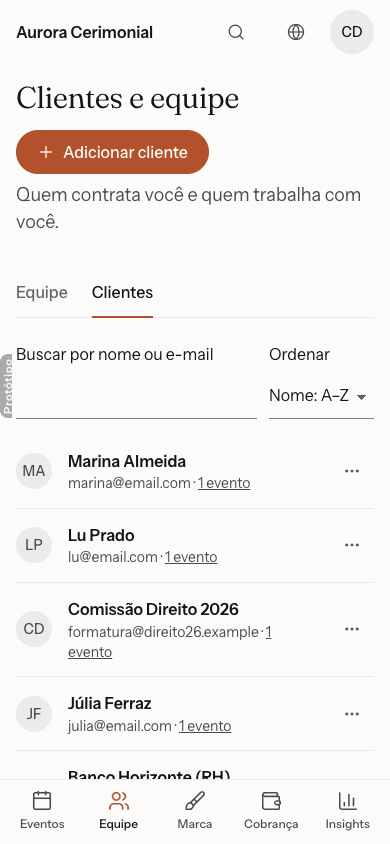 Aurora Cerimonial
CD
Clientes e equipe
Adicionar cliente
Quem contrata você e quem trabalha com
você.
Equipe
Clientes
Protótipo
Buscar por nome ou e-mail
Ordenar
Nome: A–Z
MA
Marina Almeida
marina@email.com · 1 evento
LP
Lu Prado
lu@email.com · 1 evento
CD
Comissão Direito 2026
formatura@direito26.example · 1
evento
JF
Júlia Ferraz
julia@email.com · 1 evento
Banco Horizonte (RH)
Eventos
Equipe
Marca
Cobrança
Insights